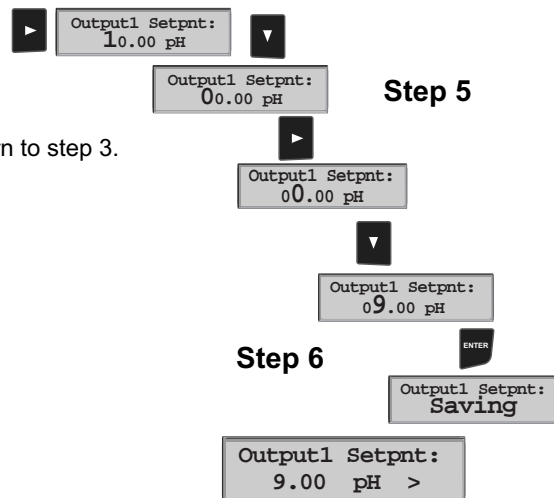 Output1 Setpnt:
10.00 pH
Output1 Setpnt:
00.00 pH
Step 5
n to step 3.
Output1 Setpnt:
00.00 pH
Output1 Setpnt:
09.00 pH
ENTER
Step 6
Output1 Setpnt:
Saving
Output1 Setpnt:
9.00 pH >